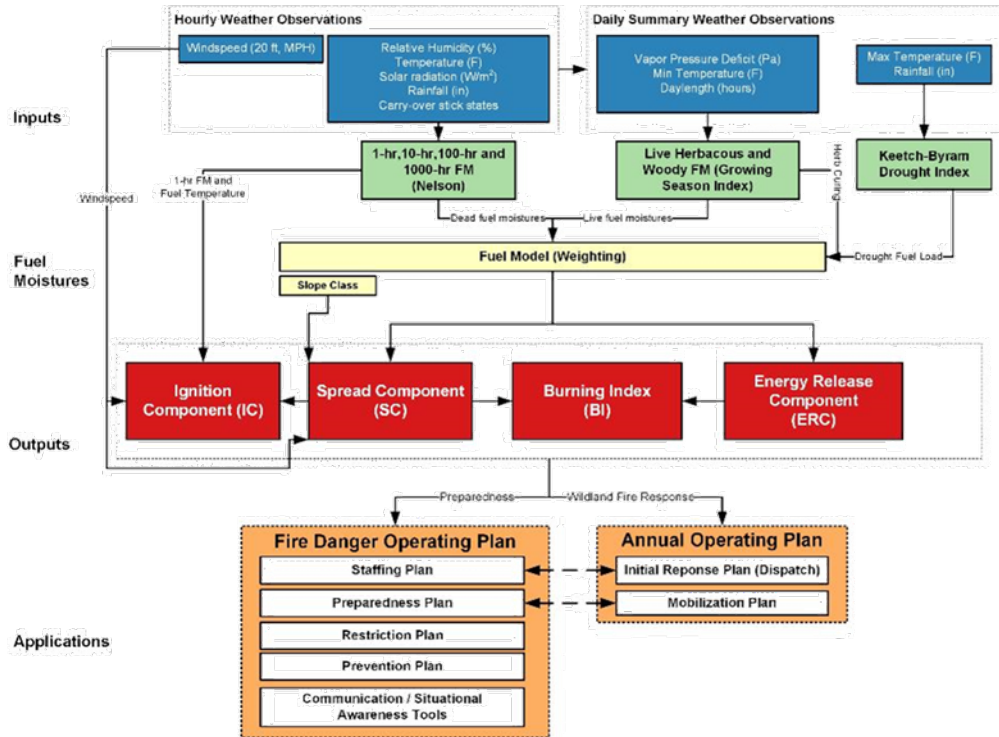 Hourly Weather Observations
Daily Summary Weather Observations
Windspeed (20 ft, MPH)
Relative Humidity (%)
Temperature (F)
Solar radiation (W/m²)
Rainfall (in)
Carry-over stick states
Vapor Pressure Deficit (Pa)
Min Temperature (F)
Daylength (hours)
Max Temperature (F)
Rainfall (in)
Inputs
1-hr,10-hr,100-hr and
1000-hr FM
(Nelson)
Live Herbacous and
Woody FM (Growing
Season Index)
Keetch-Byram
Drought Index
Herb Curing
1-hr FM and
Fuel Temperature
Windspeed
Dead fuel moistures
Live fuel moistures
Fuel
Moistures
Fuel Model (Weighting)
Drought Fuel Load
Slope Class
Outputs
Ignition
Component (IC)
Spread Component
(SC)
Burning Index
(BI)
Energy Release
Component
(ERC)
Preparedness
Wildland Fire Response
Applications
Fire Danger Operating Plan
Staffing Plan
Preparedness Plan
Restriction Plan
Prevention Plan
Communication / Situational
Awareness Tools
Annual Operating Plan
Initial Reponse Plan (Dispatch)
Mobilization Plan